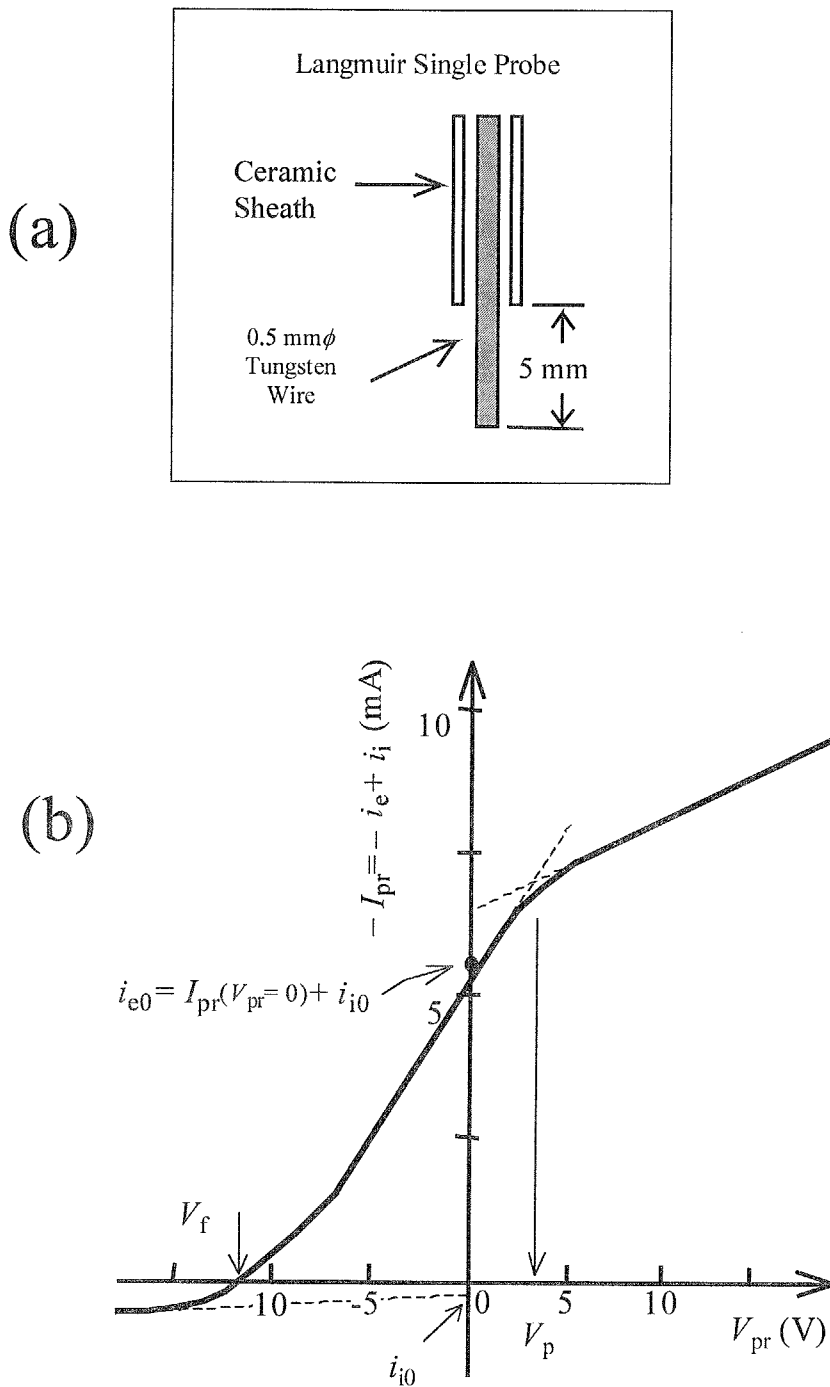 (a)
Langmuir Single Probe
Ceramic
Sheath
0.5 mmϕ
Tungsten
Wire
5 mm
(b)
− I_pr = − i_e + i_i (mA)
10
i_e0 = I_pr(V_pr = 0) + i_i0
5
V_f
-10
-5
0
5
10
V_pr (V)
V_p
i_i0